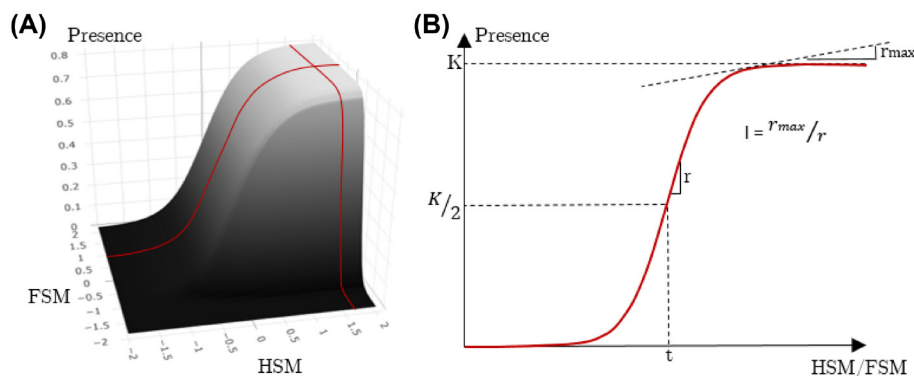 (A)
Presence
0.8
0.7
0.6
0.5
0.4
0.3
0.2
0.1
0
2
1.5
1
0.5
0
-0.5
-1
-1.5
-2
FSM
-2
-1.5
-1
-0.5
0
0.5
1
1.5
2
HSM
(B)
Presence
K
rmax
I = rmax/r
r
K/2
t
HSM/FSM